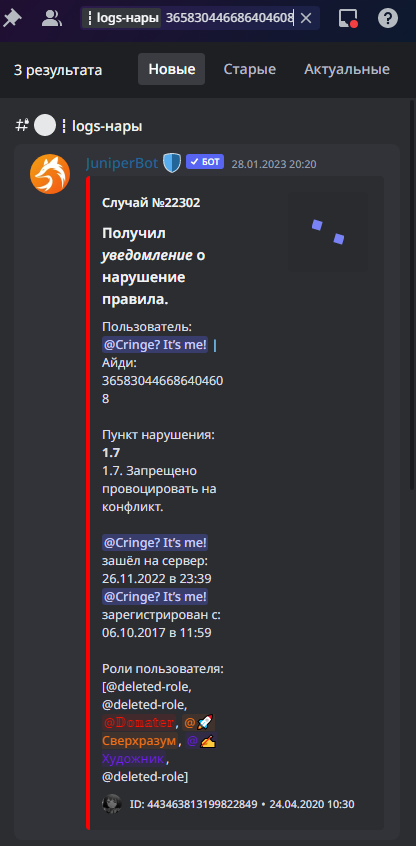 ┇logs-нары 365830446686404608
3 результата Новые Старые Актуальные
┇logs-нары
JuniperBot БОТ 28.01.2023 20:20
Случай №22302
Получил
уведомление о
нарушение
правила.
Пользователь:
@Cringe? It's me! |
Айди:
36583044668640460
8
Пункт нарушения:
1.7
1.7. Запрещено
провоцировать на
конфликт.
@Cringe? It's me!
зашёл на сервер:
26.11.2022 в 23:39
@Cringe? It's me!
зарегистрирован с:
06.10.2017 в 11:59
Роли пользователя:
[@deleted-role,
@deleted-role,
@Donater, @🚀
Сверхразум, @✍
Художник,
@deleted-role]
ID: 443463813199822849 • 24.04.2020 10:30